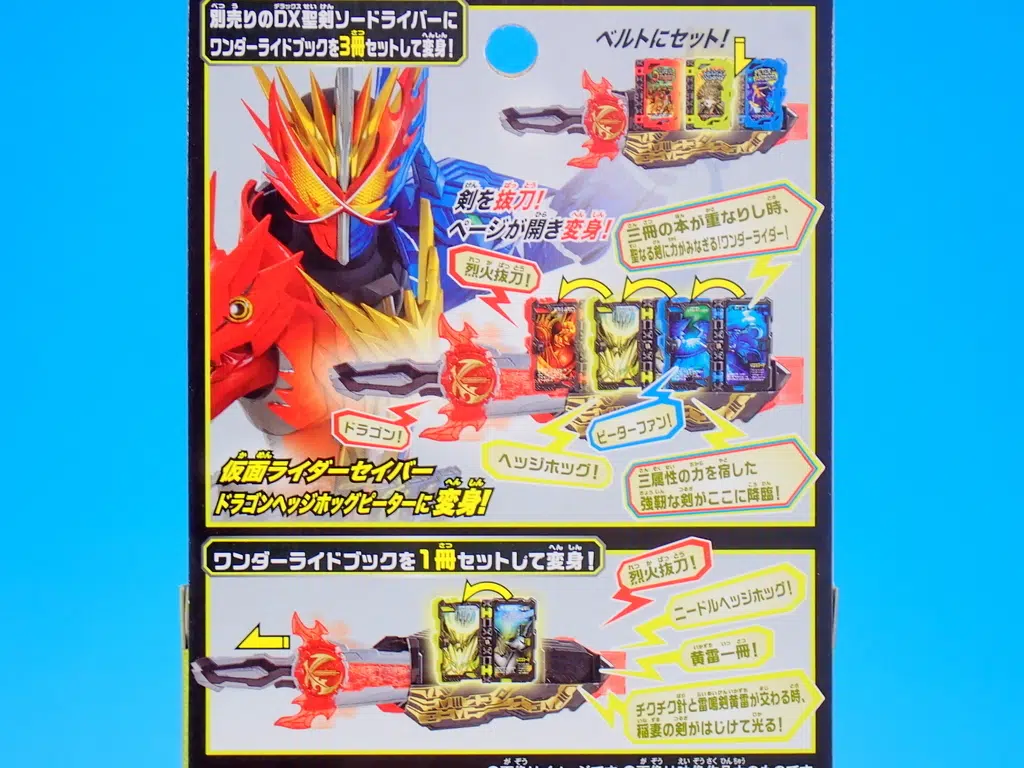 別売りのDX聖剣ソードライバーに
ワンダーライドブックを3冊セットして変身!
ベルトにセット!
剣を抜刀!
ページが開き変身!
三冊の本が重なりし時、
聖なる剣に力がみなぎる!ワンダーライダー!
烈火抜刀!
ドラゴン!
ヘッジホッグ!
ピーターファン!
三属性の力を宿した
強靭な剣がここに降臨!
仮面ライダーセイバー
ドラゴンヘッジホッグピーターに変身!
ワンダーライドブックを1冊セットして変身!
烈火抜刀!
ニードルヘッジホッグ!
黄雷一冊!
チクチク針と雷鳴剣黄雷が交わる時、
稲妻の剣がはじけて光る!